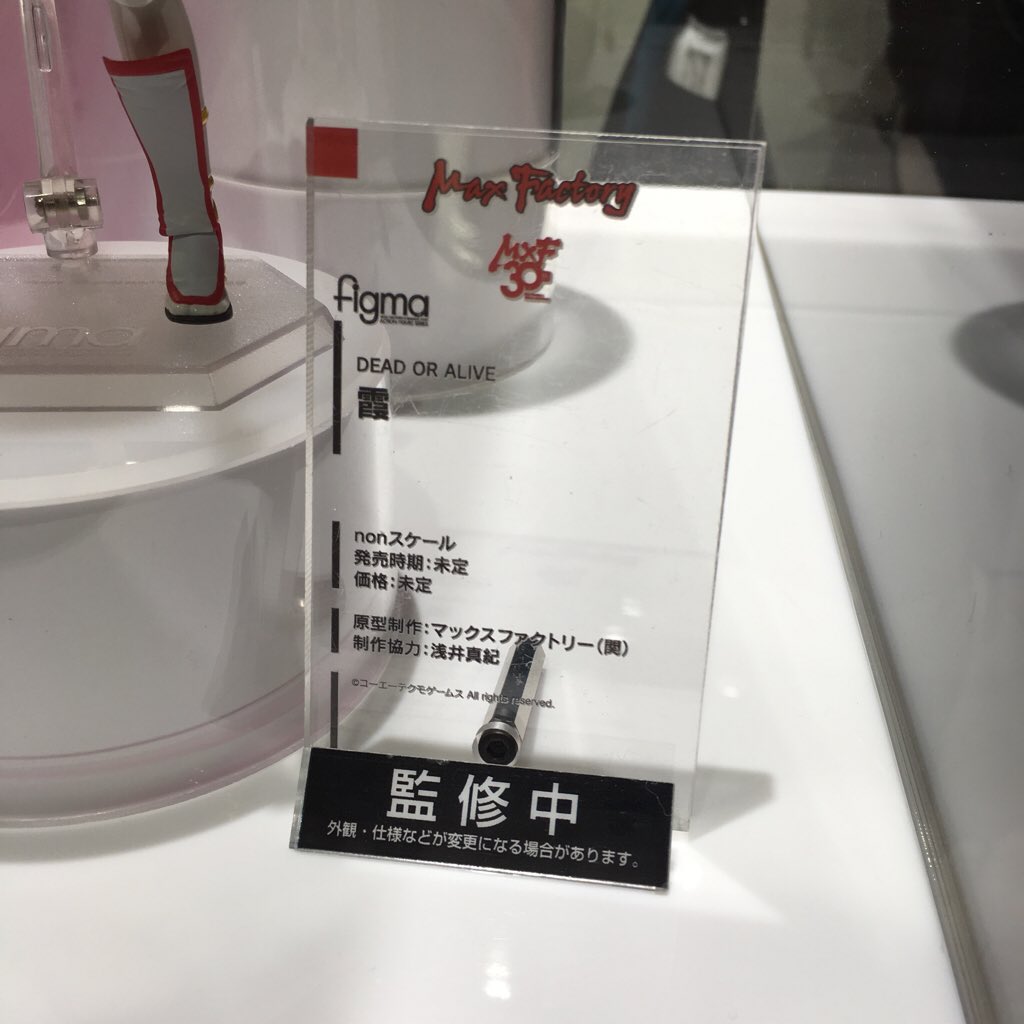 Max Factory
MXF
30
figma
DEAD OR ALIVE
霞
nonスケール
発売時期：未定
価格：未定
原型制作：マックスファクトリー（関）
制作協力：浅井真紀
©コーエーテクモゲームス All rights reserved.
監修中
外観・仕様などが変更になる場合があります。